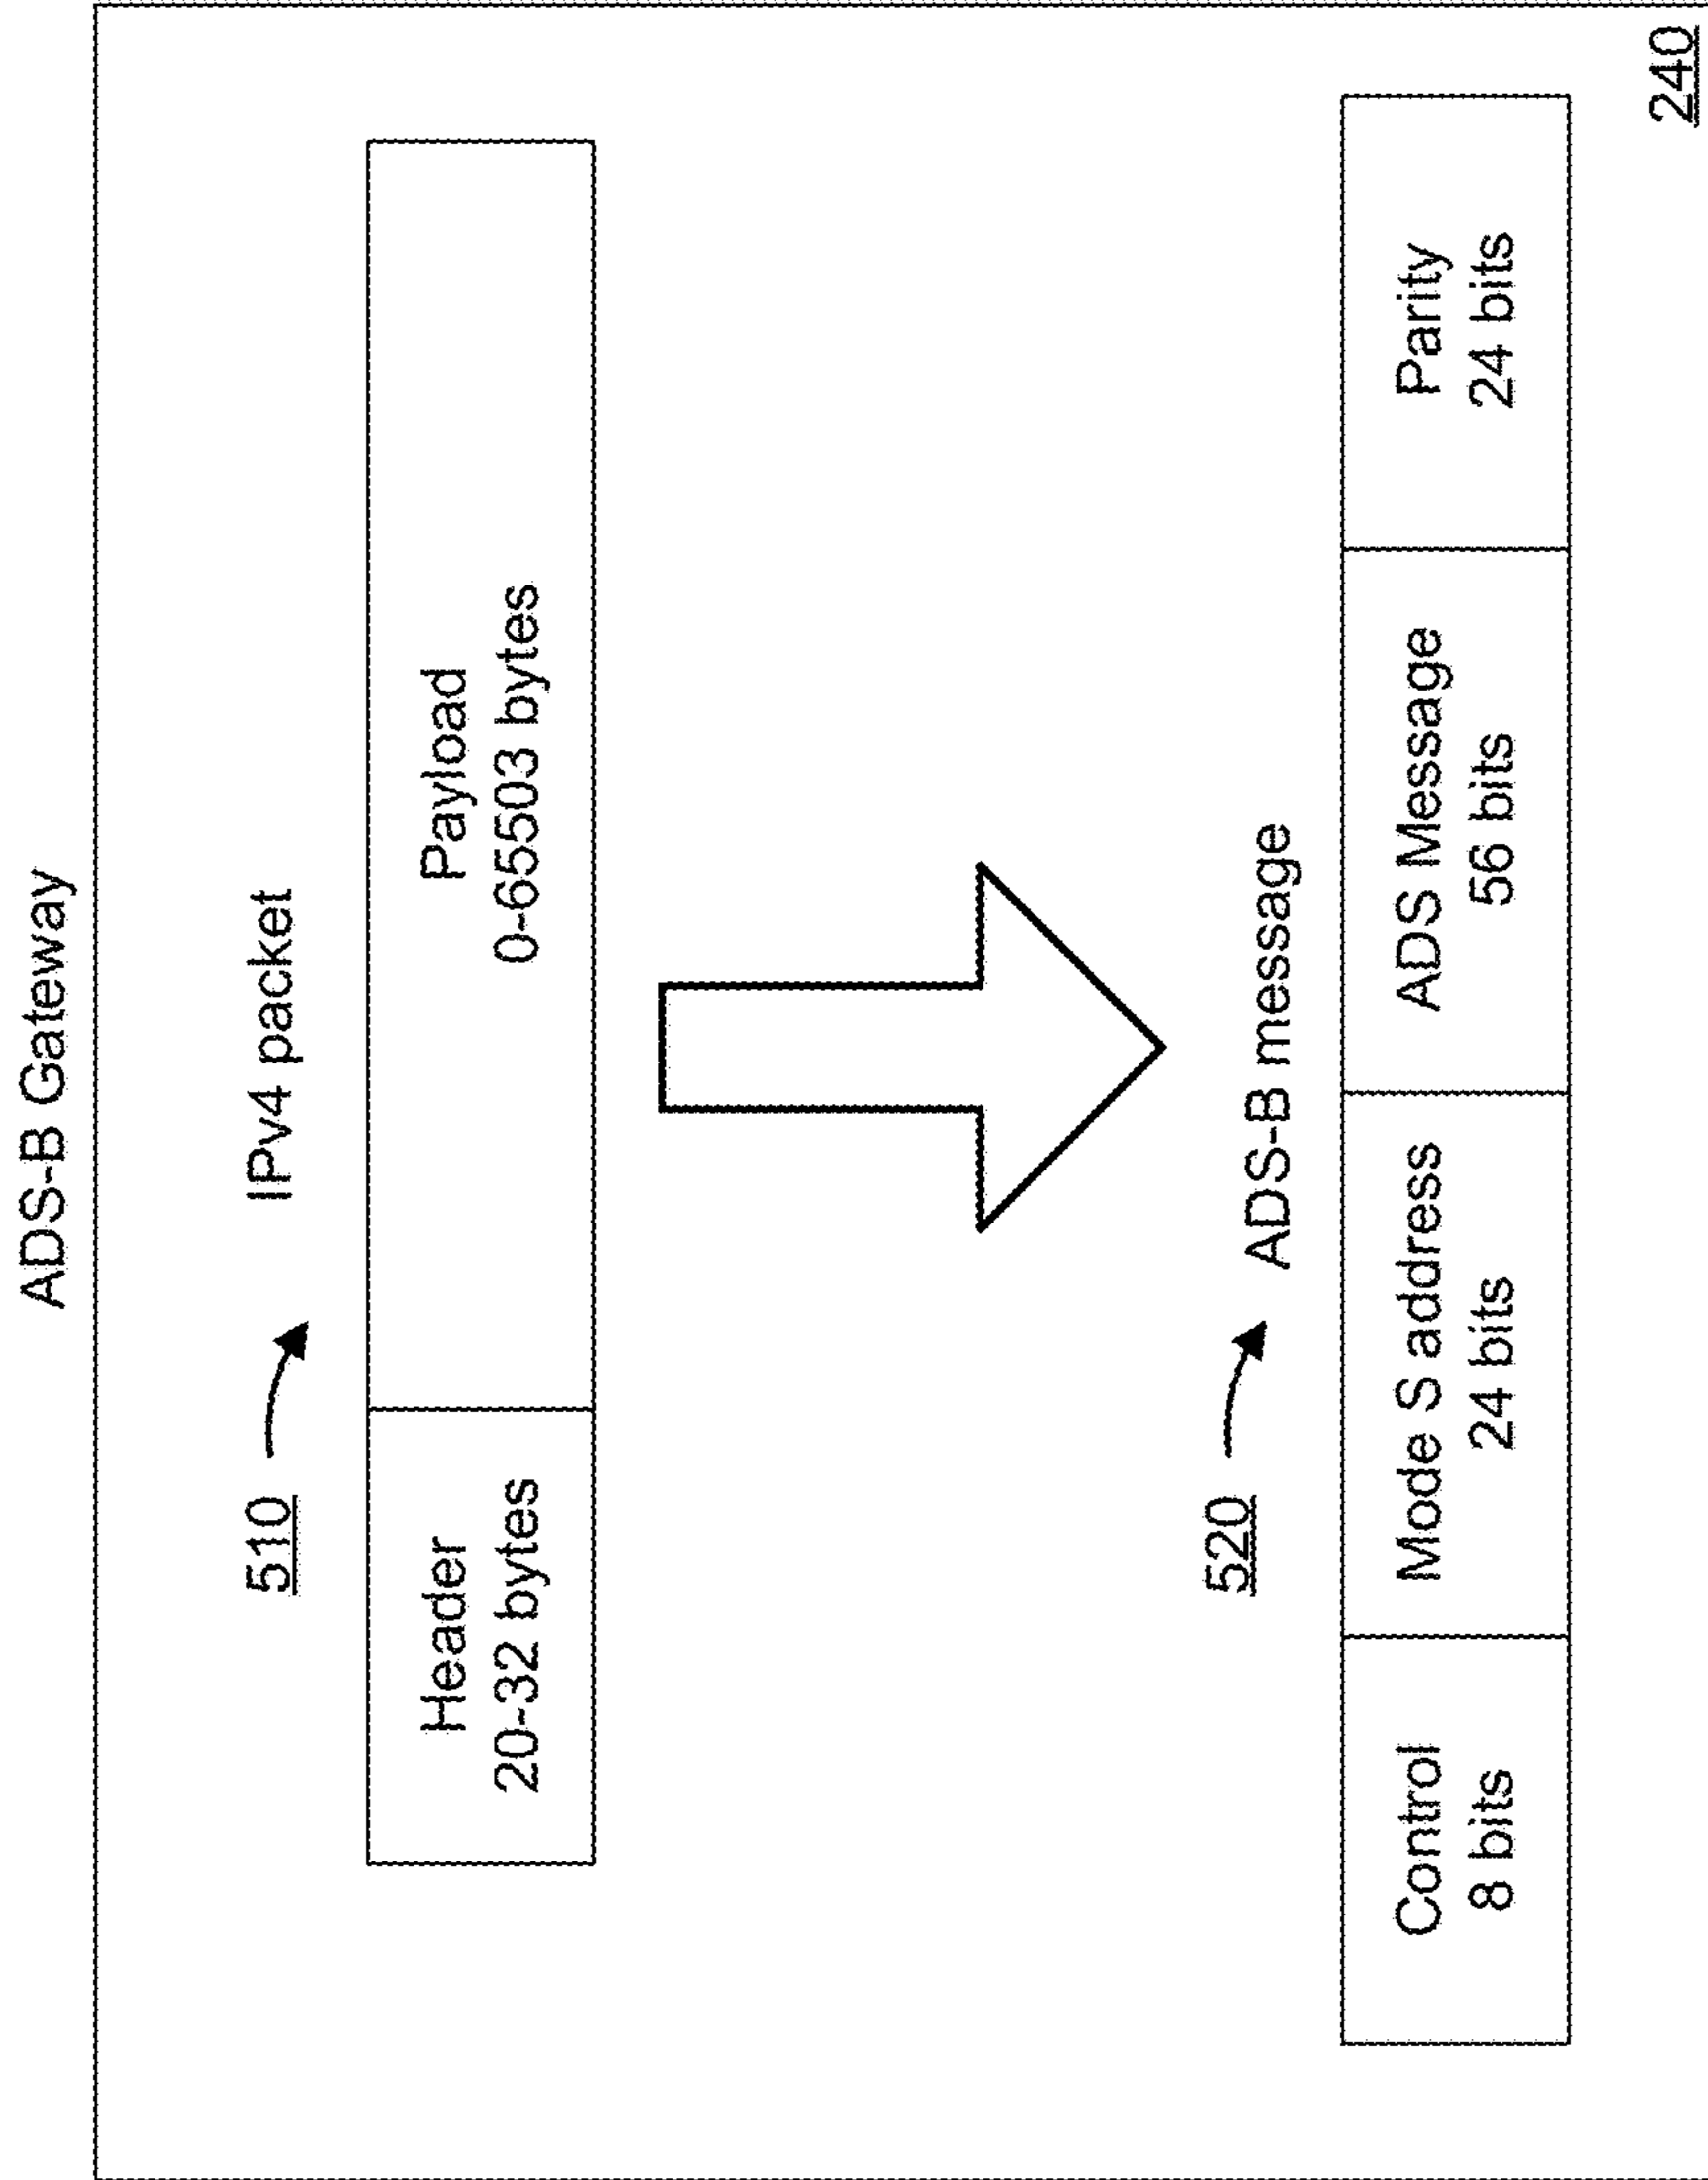 ADS-B Gateway
510
IPv4 packet
Header
20-32 bytes
Payload
0-65503 bytes
520
ADS-B message
Control
8 bits
Mode S address
24 bits
ADS Message
56 bits
Parity
24 bits
240